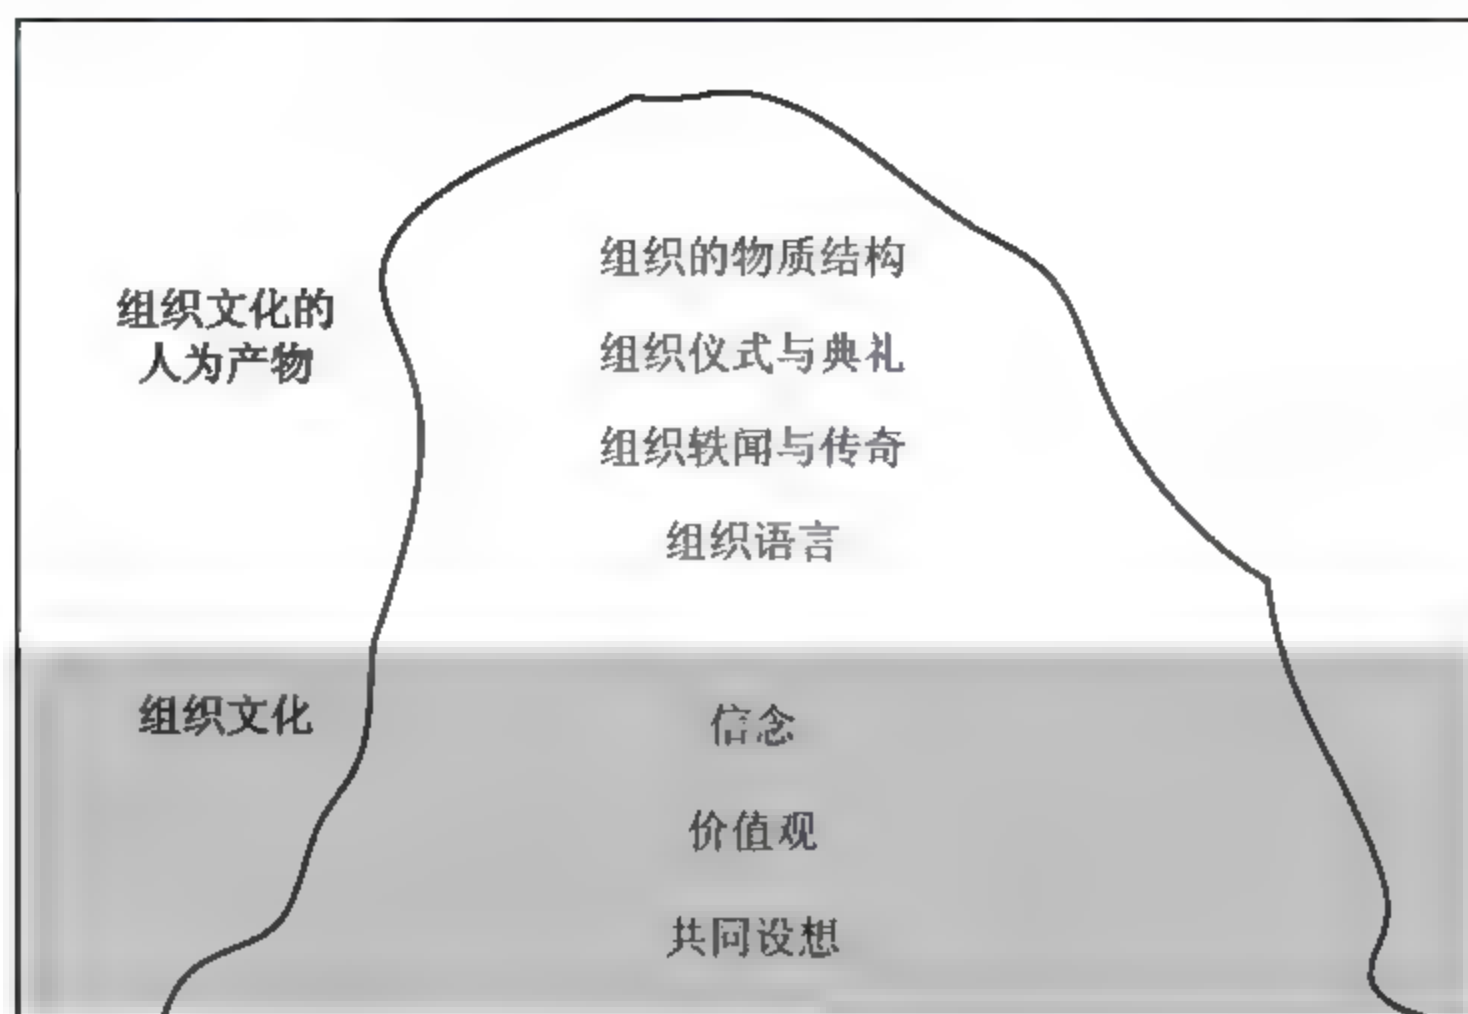 组织的物质结构
组织文化的
人为产物
组织仪式与典礼
组织轶闻与传奇
组织语言
组织文化
信念
价值观
共同设想